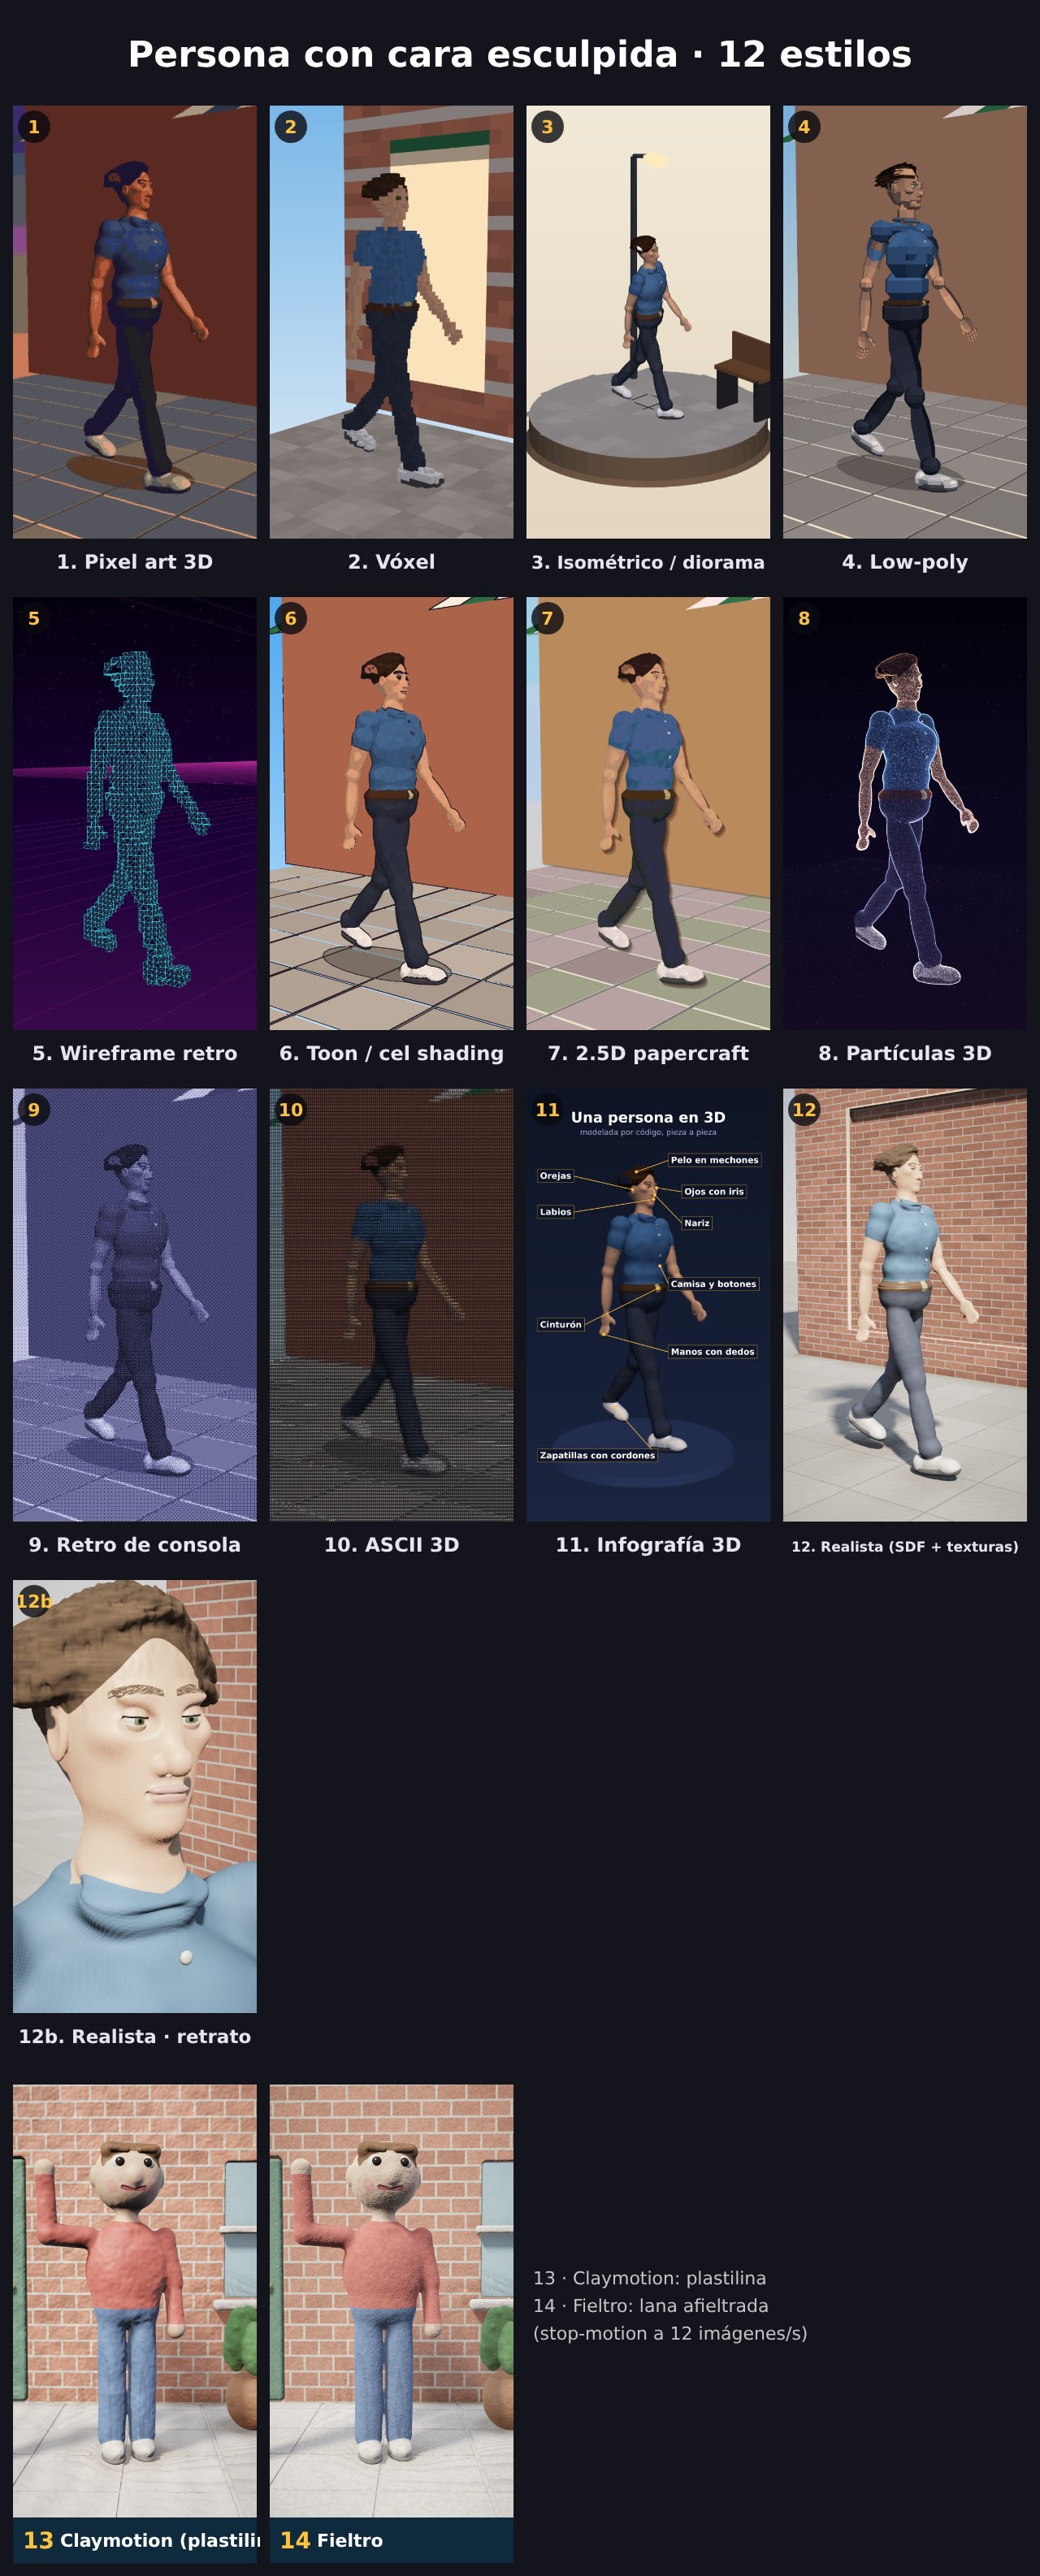 Persona con cara esculpida · 12 estilos
1
2
3
4
1. Pixel art 3D
2. Vóxel
3. Isométrico / diorama
4. Low-poly
5
6
7
8
5. Wireframe retro
6. Toon / cel shading
7. 2.5D papercraft
8. Partículas 3D
9
10
11
Una persona en 3D
modelada por código, pieza a pieza
Pelo en mechones
Orejas
Ojos con iris
Labios
Nariz
Camisa y botones
Cinturón
Manos con dedos
Zapatillas con cordones
12
9. Retro de consola
10. ASCII 3D
11. Infografía 3D
12. Realista (SDF + texturas)
12b
12b. Realista · retrato
13 · Claymotion: plastilina
14 · Fieltro: lana afieltrada
(stop-motion a 12 imágenes/s)
13 Claymotion (plastilin
14 Fieltro